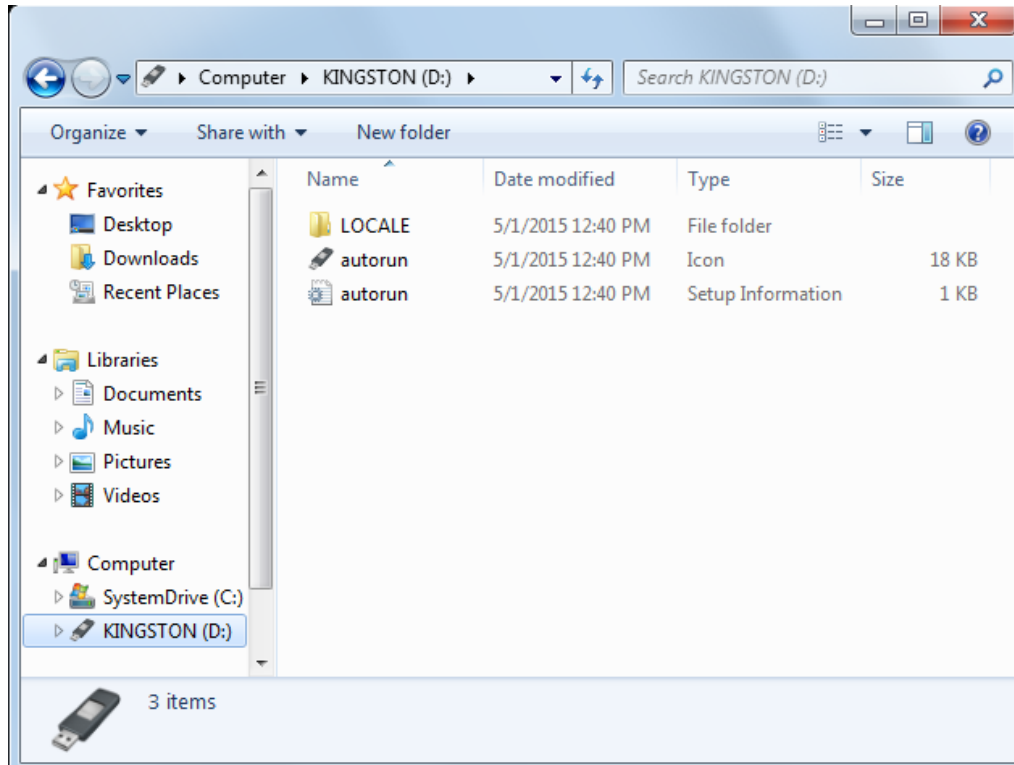 Computer KINGSTON (D:) Search KINGSTON (D:)
Organize Share with New folder
Favorites
Desktop
Downloads
Recent Places
Libraries
Documents
Music
Pictures
Videos
Computer
SystemDrive (C:)
KINGSTON (D:)
Name Date modified Type Size
LOCALE 5/1/2015 12:40 PM File folder
autorun 5/1/2015 12:40 PM Icon 18 KB
autorun 5/1/2015 12:40 PM Setup Information 1 KB
3 items